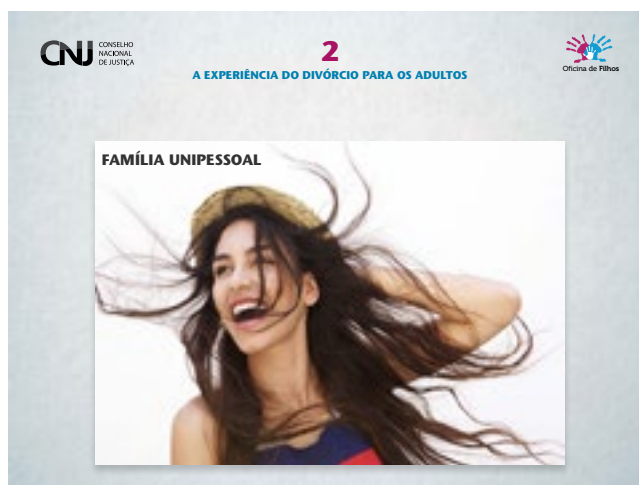 CNJ
CONSELHO
NACIONAL
DE JUSTIÇA
2
A EXPERIÊNCIA DO DIVÓRCIO PARA OS ADULTOS
Oficina de Filhos
FAMÍLIA UNIPESSOAL